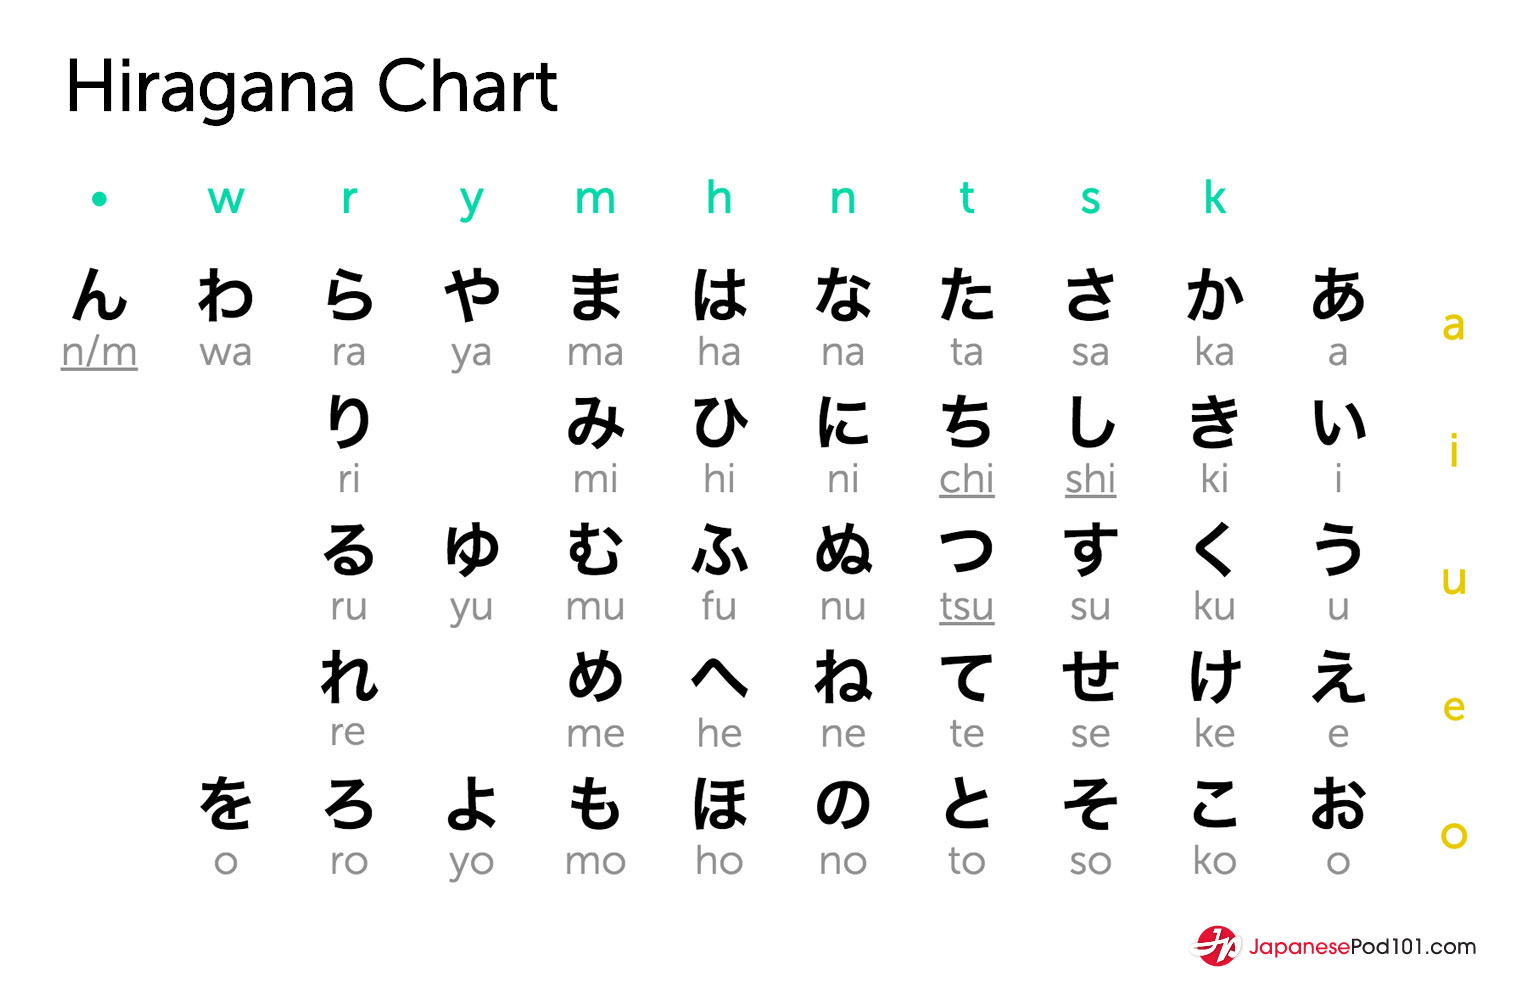 Hiragana Chart
• w r y m h n t s k
ん わ ら や ま は な た さ か あ a
n/m wa ra ya ma ha na ta sa ka a
り み ひ に ち し き い i
ri mi hi ni chi shi ki i
る ゆ む ふ ぬ つ す く う u
ru yu mu fu nu tsu su ku u
れ め へ ね て せ け え e
re me he ne te se ke e
を ろ よ も ほ の と そ こ お o
o ro yo mo ho no to so ko o
JapanesePod101.com